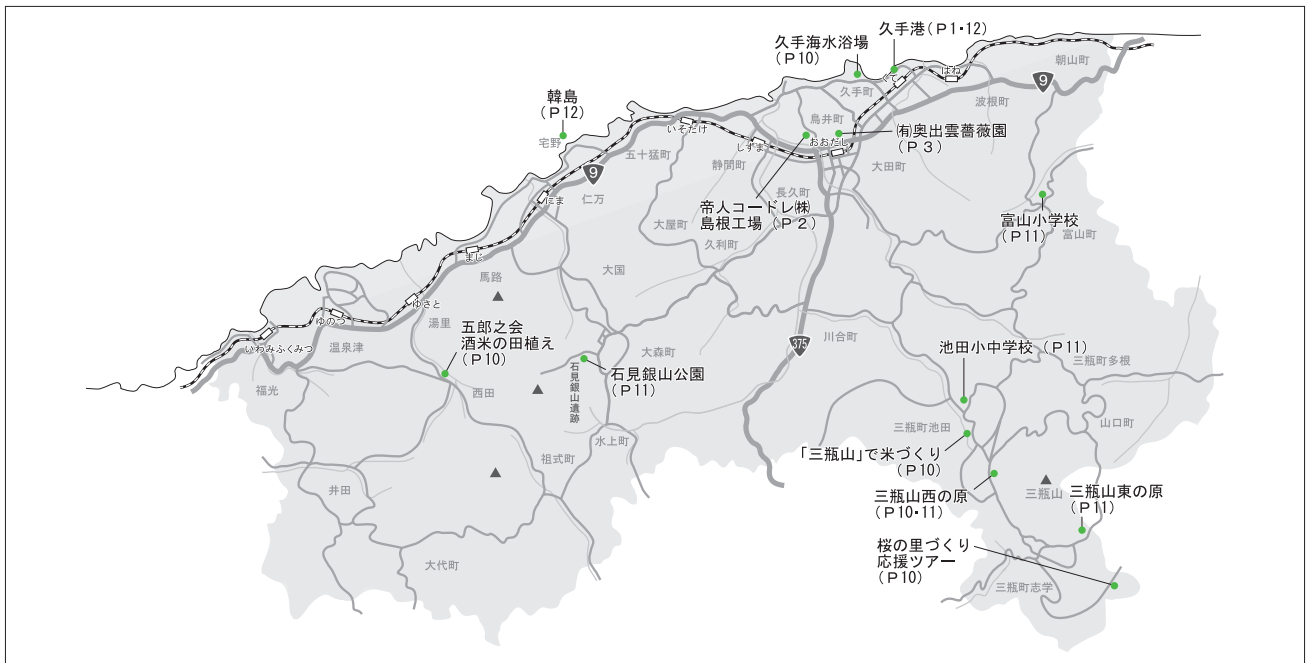 久手港（P1・12）
久手海水浴場
（P10）
くて
はね
朝山町
9
久手町
波根町
韓島
（P12）
宅野
鳥井町
いそだけ
しずま
おおだし
㈲奥出雲薔薇園
（P3）
五十猛町
静間町
大田町
9
長久町
仁万
にま
帝人コードレ㈱
島根工場（P2）
大屋町
久利町
富山小学校
（P11）
富山町
まじ
馬路
大国
ゆさと
ゆのつ
湯里
いわみふくみつ
温泉津
五郎之会
酒米の田植え
（P10）
大森町
川合町
375
池田小中学校（P11）
三瓶町多根
石見銀山公園
（P11）
石見銀山遺跡
福光
西田
三瓶町池田
山口町
水上町
「三瓶山」で米づくり
（P10）
祖式町
井田
三瓶山西の原
（P10・11）
三瓶山
三瓶山東の原
（P11）
桜の里づくり
応援ツアー
（P10）
大代町
三瓶町志学